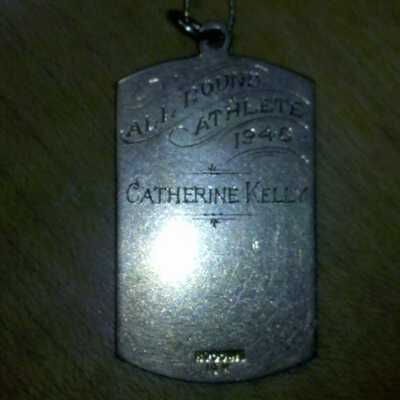 ALL ROUND
ATHLETE
1946
CATHERINE KELLY